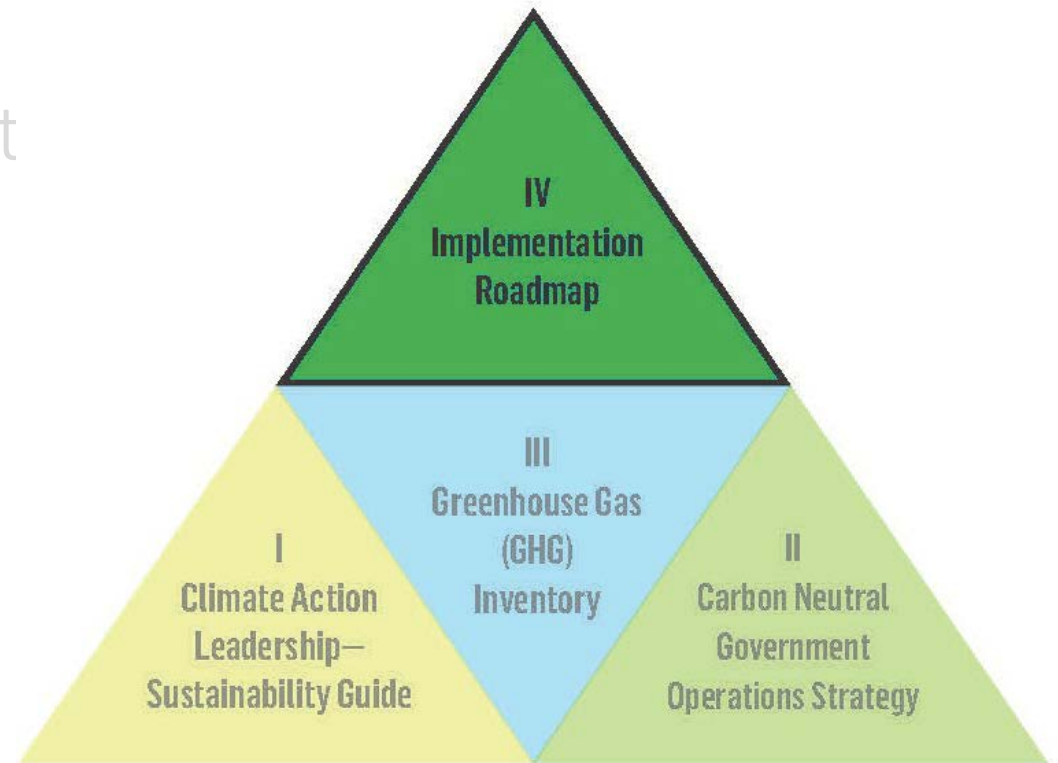 t
IV
Implementation
Roadmap
III
Greenhouse Gas
(GHG)
Inventory
I
Climate Action
Leadership—
Sustainability Guide
II
Carbon Neutral
Government
Operations Strategy